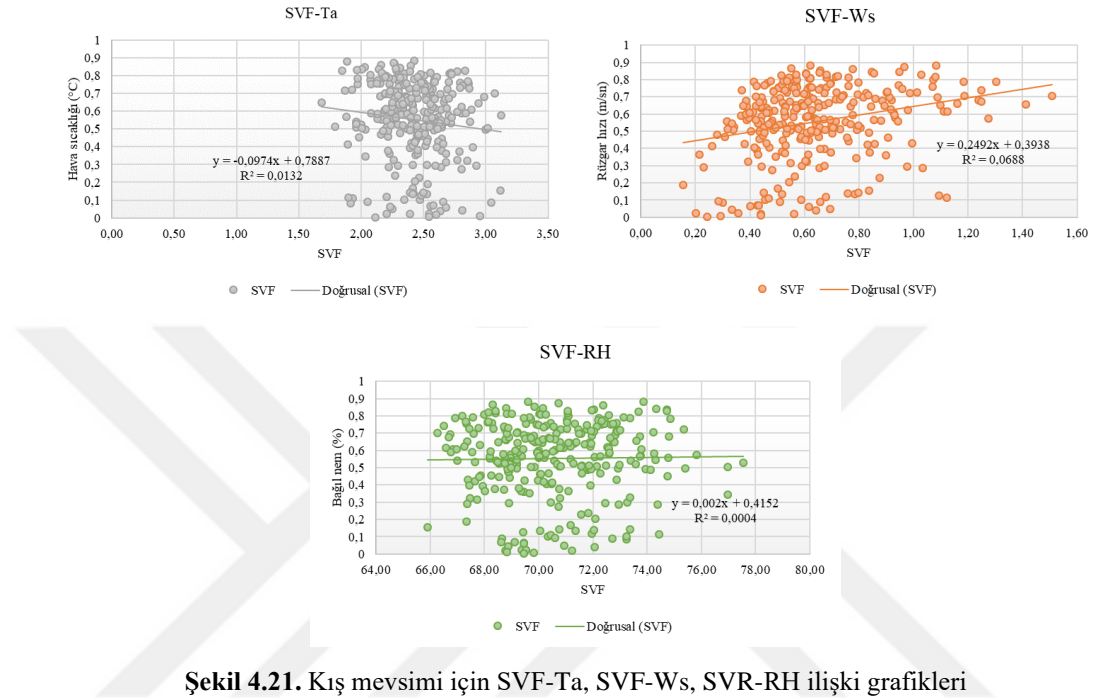 SVF-Ta
Hava sıcaklığı (°C)
1
0,9
0,8
0,7
0,6
0,5
0,4
0,3
0,2
0,1
0
y = -0,0974x + 0,7887
R² = 0,0132
0,00 0,50 1,00 1,50 2,00 2,50 3,00 3,50
SVF
SVF Doğrusal (SVF)
SVF-Ws
Rüzgar hızı (m/sn)
1
0,9
0,8
0,7
0,6
0,5
0,4
0,3
0,2
0,1
0
y = 0,2492x + 0,3938
R² = 0,0688
0,00 0,20 0,40 0,60 0,80 1,00 1,20 1,40 1,60
SVF
SVF Doğrusal (SVF)
SVF-RH
Bağıl nem (%)
1
0,9
0,8
0,7
0,6
0,5
0,4
0,3
0,2
0,1
0
y = 0,002x + 0,4152
R² = 0,0004
64,00 66,00 68,00 70,00 72,00 74,00 76,00 78,00 80,00
SVF
SVF Doğrusal (SVF)
Şekil 4.21. Kış mevsimi için SVF-Ta, SVF-Ws, SVR-RH ilişki grafikleri